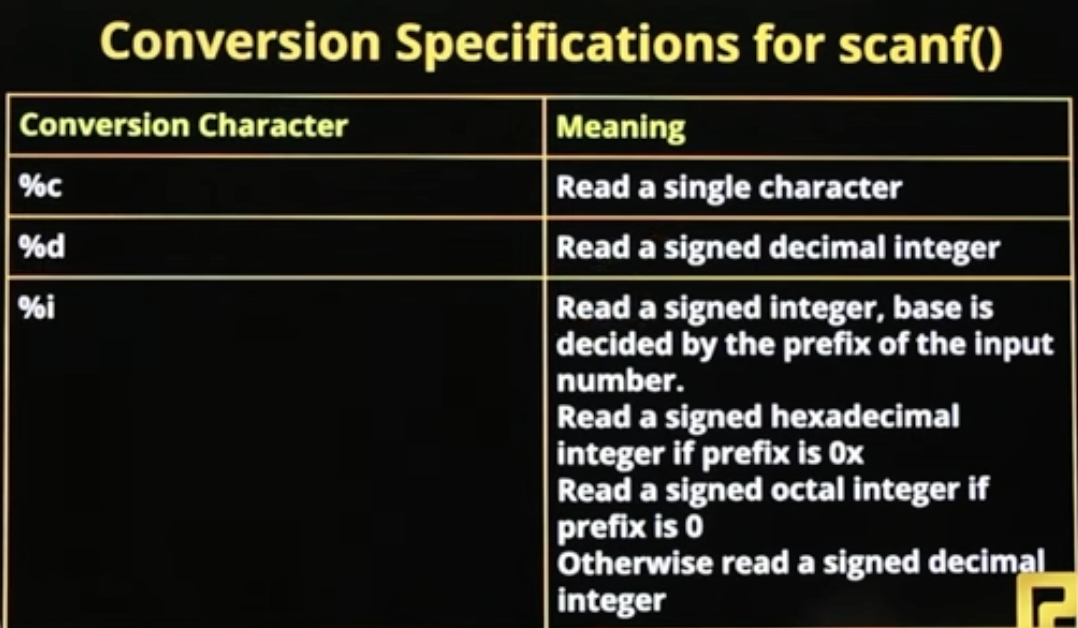 Conversion Specifications for scanf()
Conversion Character
Meaning
%c
Read a single character
%d
Read a signed decimal integer
%i
Read a signed integer, base is
decided by the prefix of the input
number.
Read a signed hexadecimal
integer if prefix is 0x
Read a signed octal integer if
prefix is 0
Otherwise read a signed decimal
integer